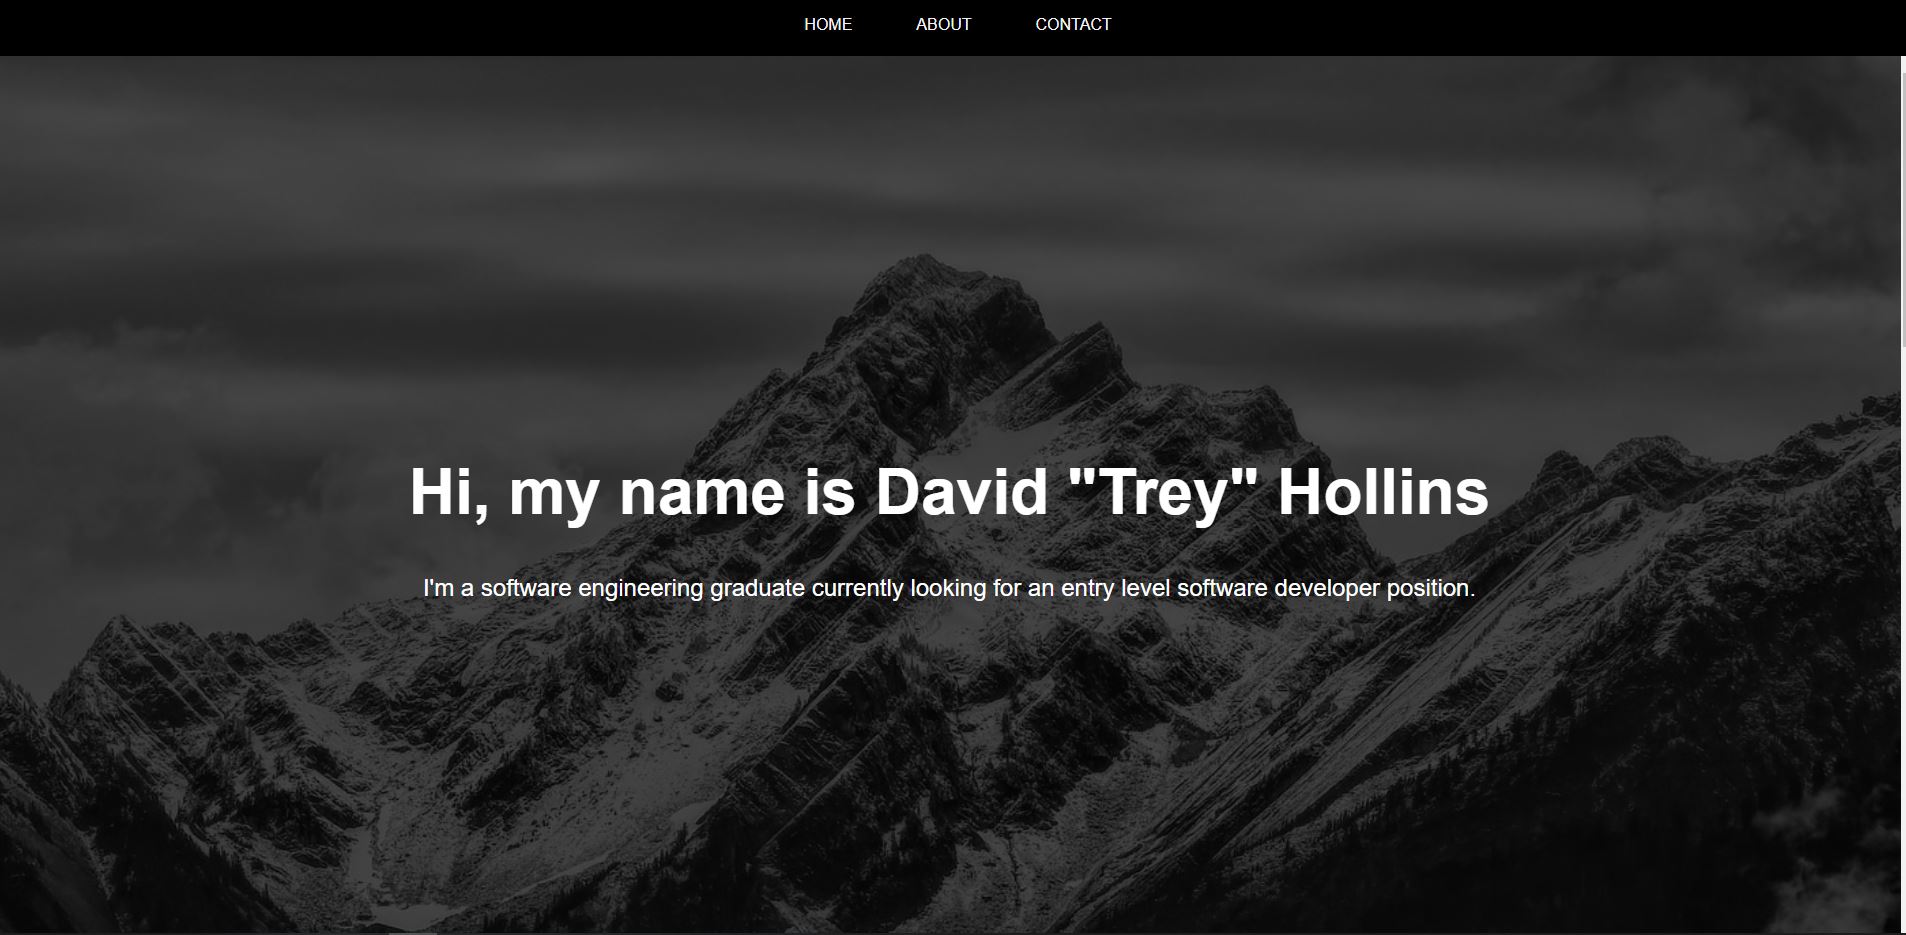 HOME ABOUT CONTACT
Hi, my name is David "Trey" Hollins
I'm a software engineering graduate currently looking for an entry level software developer position.